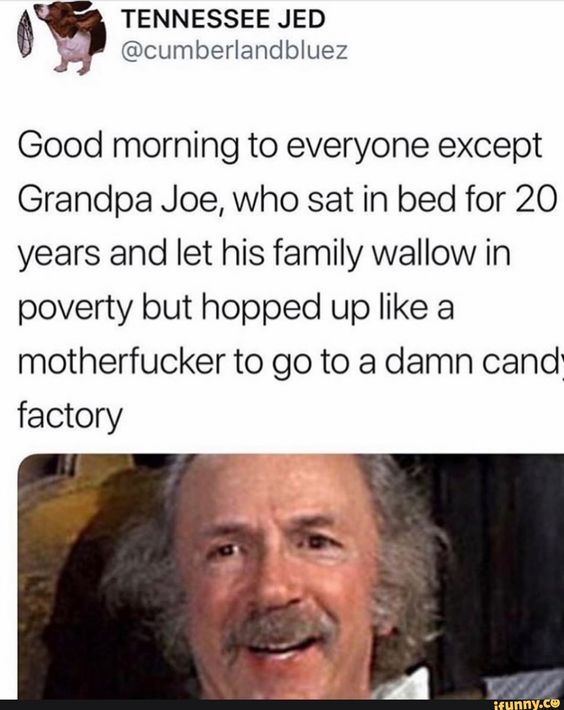 TENNESSEE JED
@cumberlandbluez
Good morning to everyone except
Grandpa Joe, who sat in bed for 20
years and let his family wallow in
poverty but hopped up like a
motherfucker to go to a damn candy
factory
ifunny.co